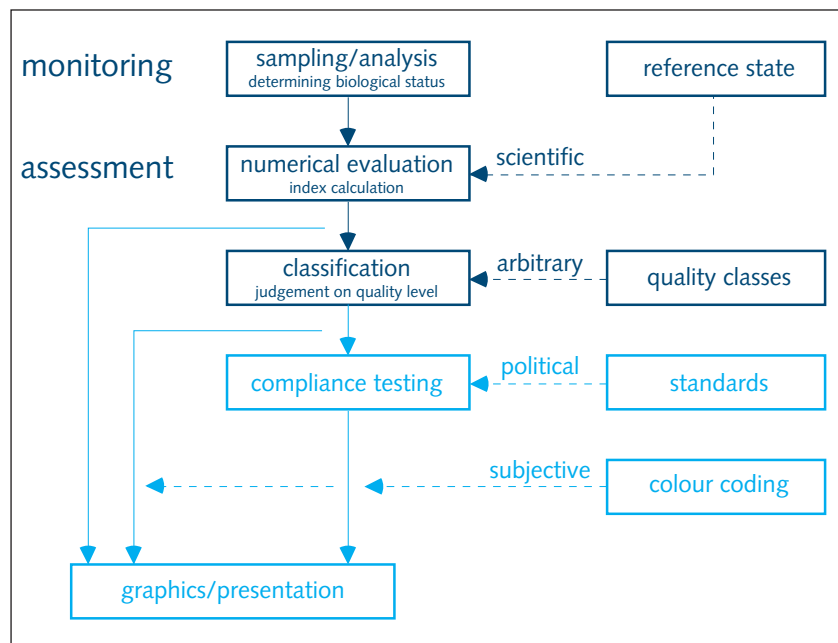 monitoring
sampling/analysis
determining biological status
reference state
assessment
numerical evaluation
index calculation
scientific
classification
judgement on quality level
arbitrary
quality classes
compliance testing
political
standards
subjective
colour coding
graphics/presentation